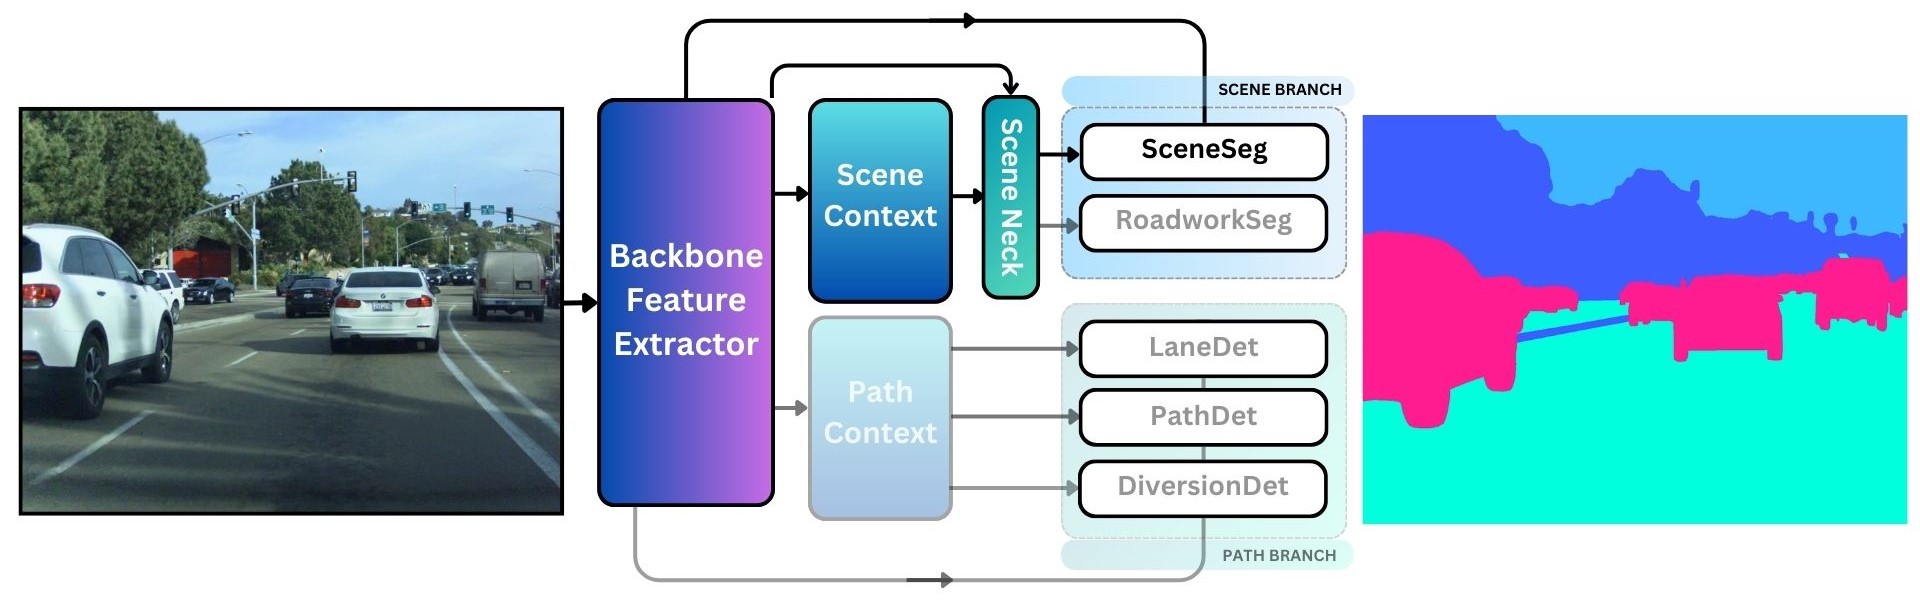 Backbone
Feature
Extractor
Scene
Context
Scene Neck
SCENE BRANCH
SceneSeg
RoadworkSeg
Path
Context
LaneDet
PathDet
DiversionDet
PATH BRANCH